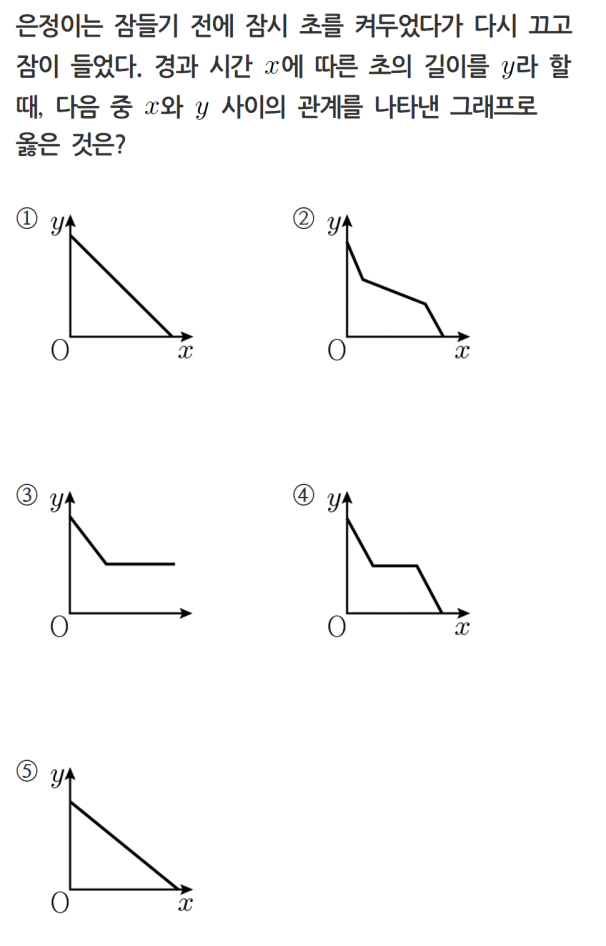 은정이는 잠들기 전에 잠시 초를 켜두었다가 다시 끄고
잠이 들었다. 경과 시간 x에 따른 초의 길이를 y라 할
때, 다음 중 x와 y 사이의 관계를 나타낸 그래프로
옳은 것은?
① y
O x
② y
O x
③ y
O
④ y
O x
⑤ y
O x